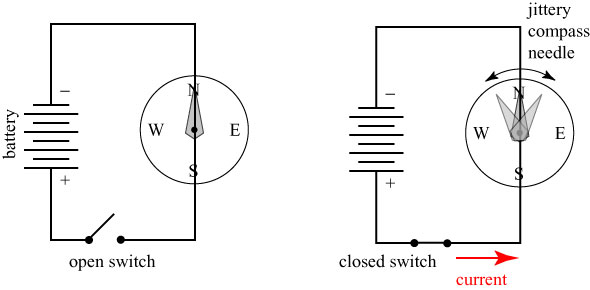 jittery
compass
needle
battery
−
+
N
W
E
S
−
+
N
W
E
S
open switch
closed switch
current